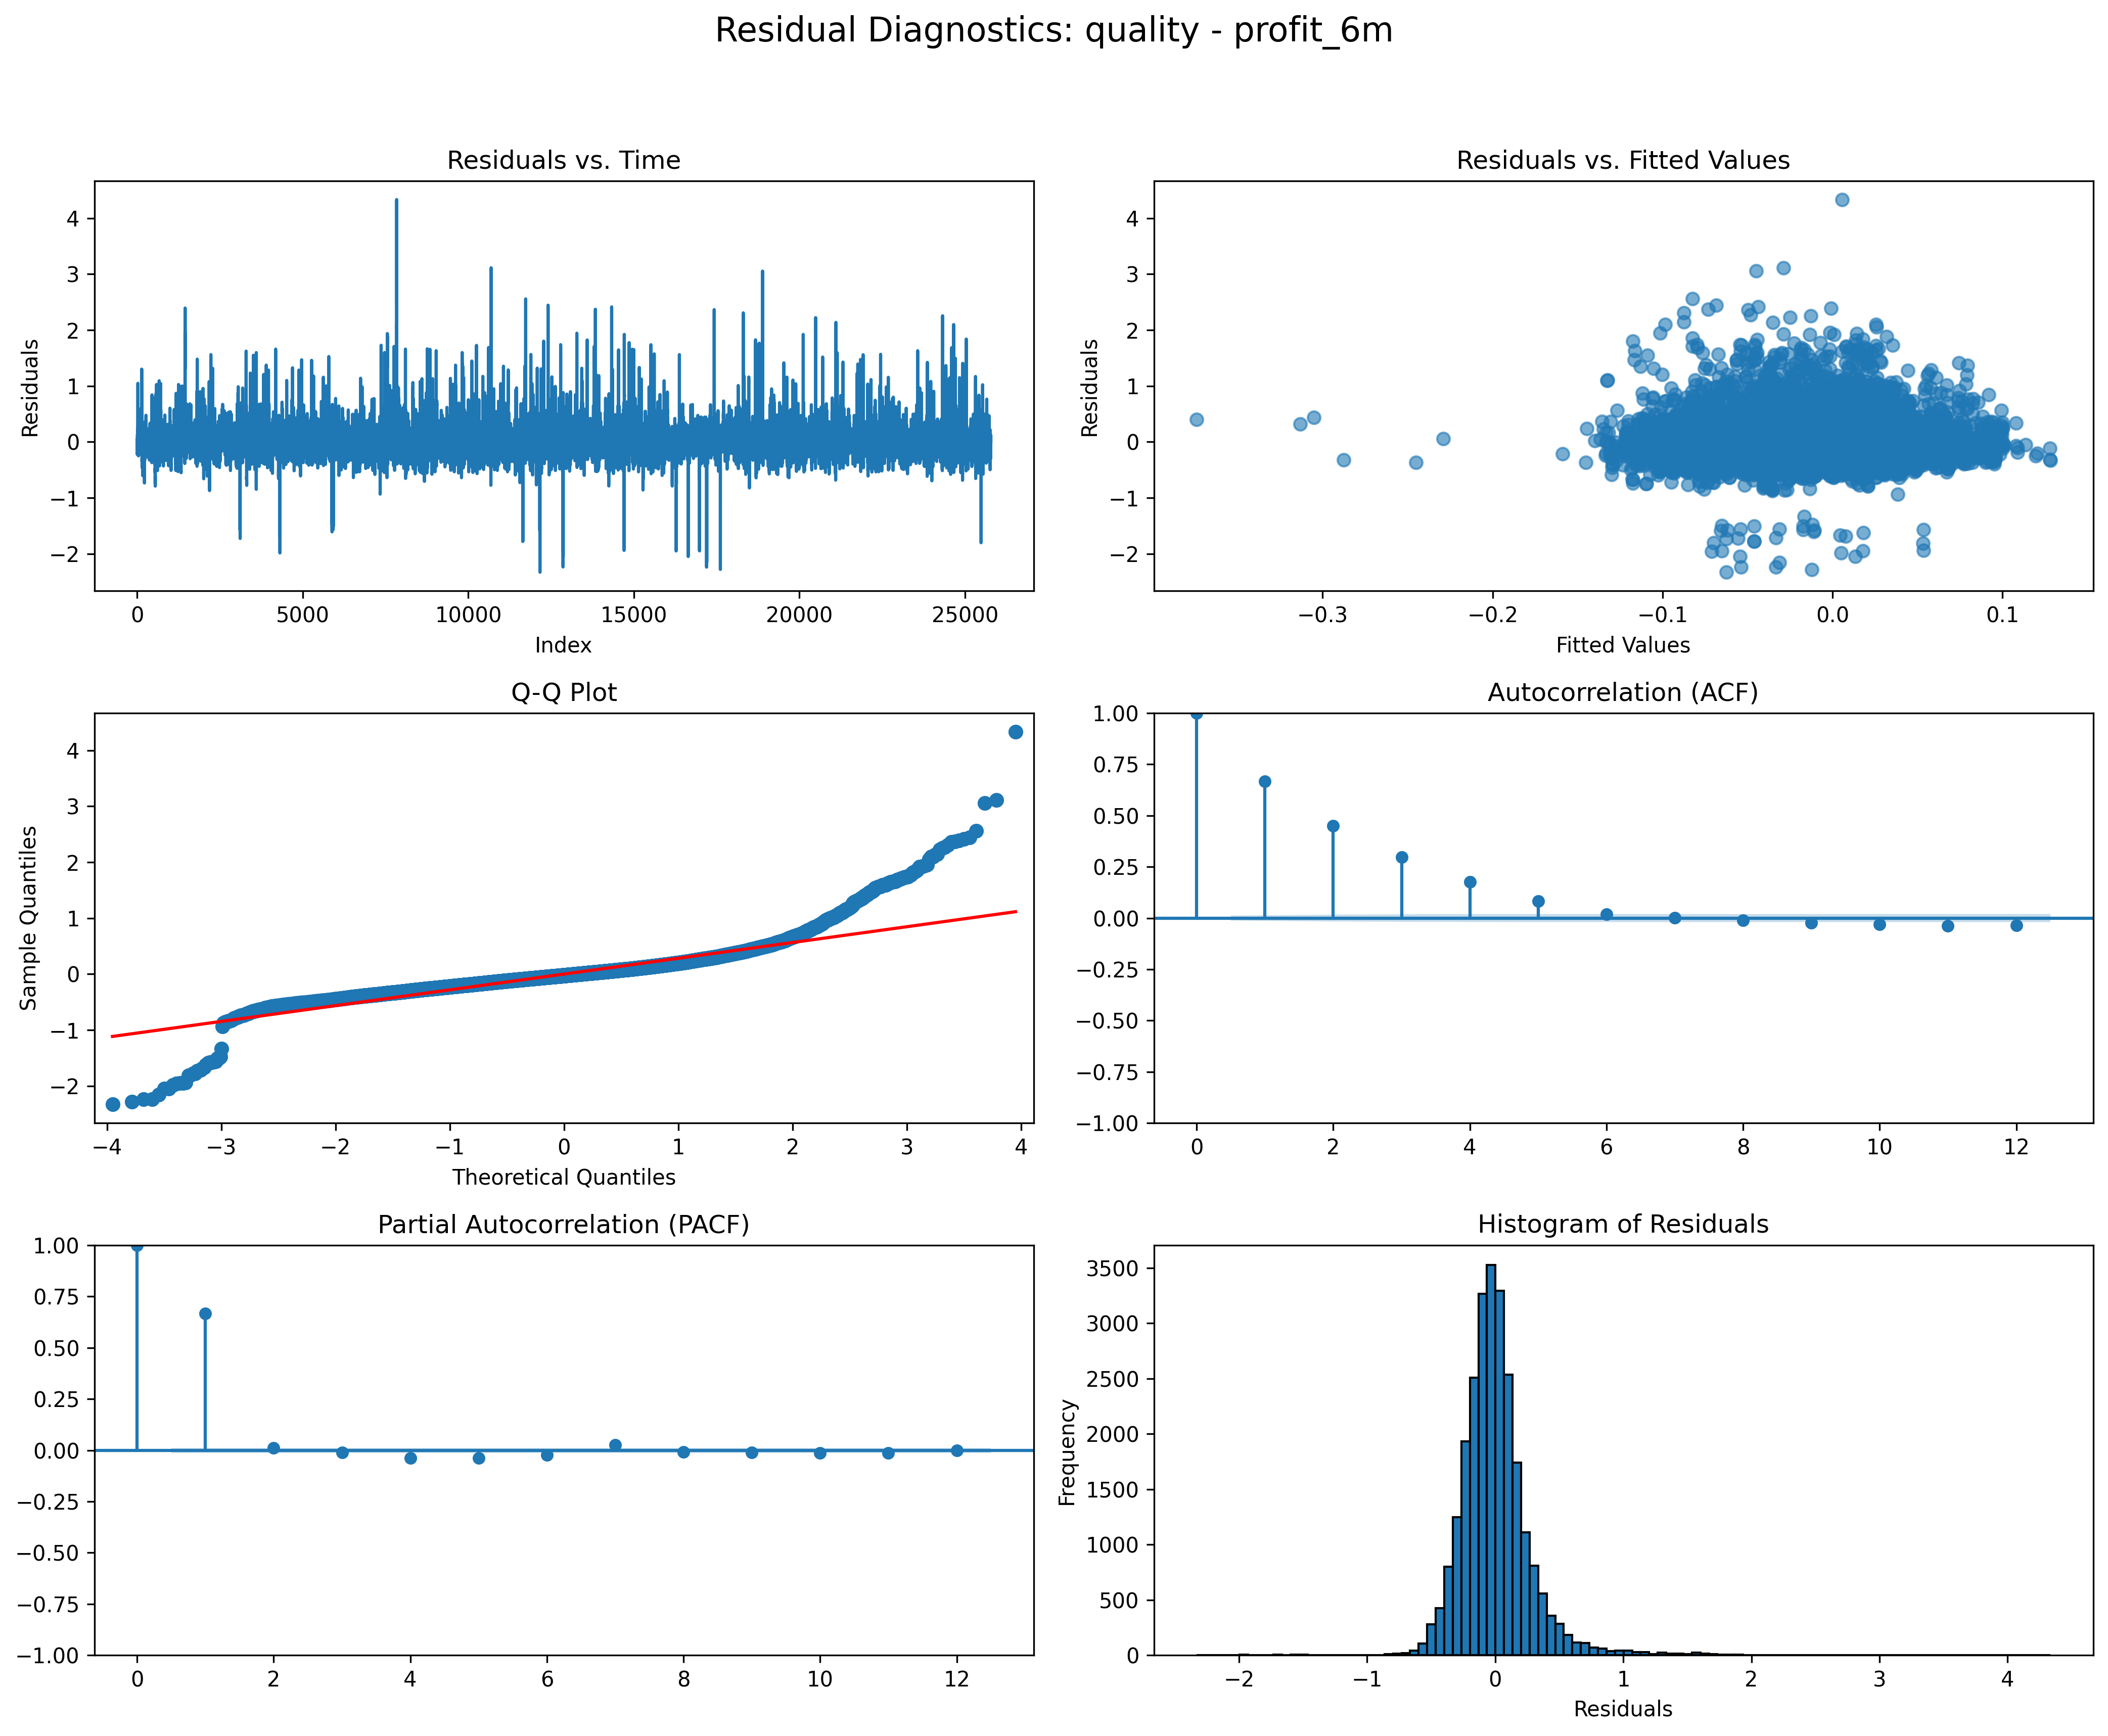 Residual Diagnostics: quality - profit_6m
Residuals vs. Time
Residuals
4
3
2
1
0
−1
−2
0 5000 10000 15000 20000 25000
Index
Residuals vs. Fitted Values
Residuals
4
3
2
1
0
−1
−2
−0.3 −0.2 −0.1 0.0 0.1
Fitted Values
Q-Q Plot
Sample Quantiles
4
3
2
1
0
−1
−2
−4 −3 −2 −1 0 1 2 3 4
Theoretical Quantiles
Autocorrelation (ACF)
1.00
0.75
0.50
0.25
0.00
−0.25
−0.50
−0.75
−1.00
0 2 4 6 8 10 12
Partial Autocorrelation (PACF)
1.00
0.75
0.50
0.25
0.00
−0.25
−0.50
−0.75
−1.00
0 2 4 6 8 10 12
Histogram of Residuals
Frequency
3500
3000
2500
2000
1500
1000
500
0
−2 −1 0 1 2 3 4
Residuals